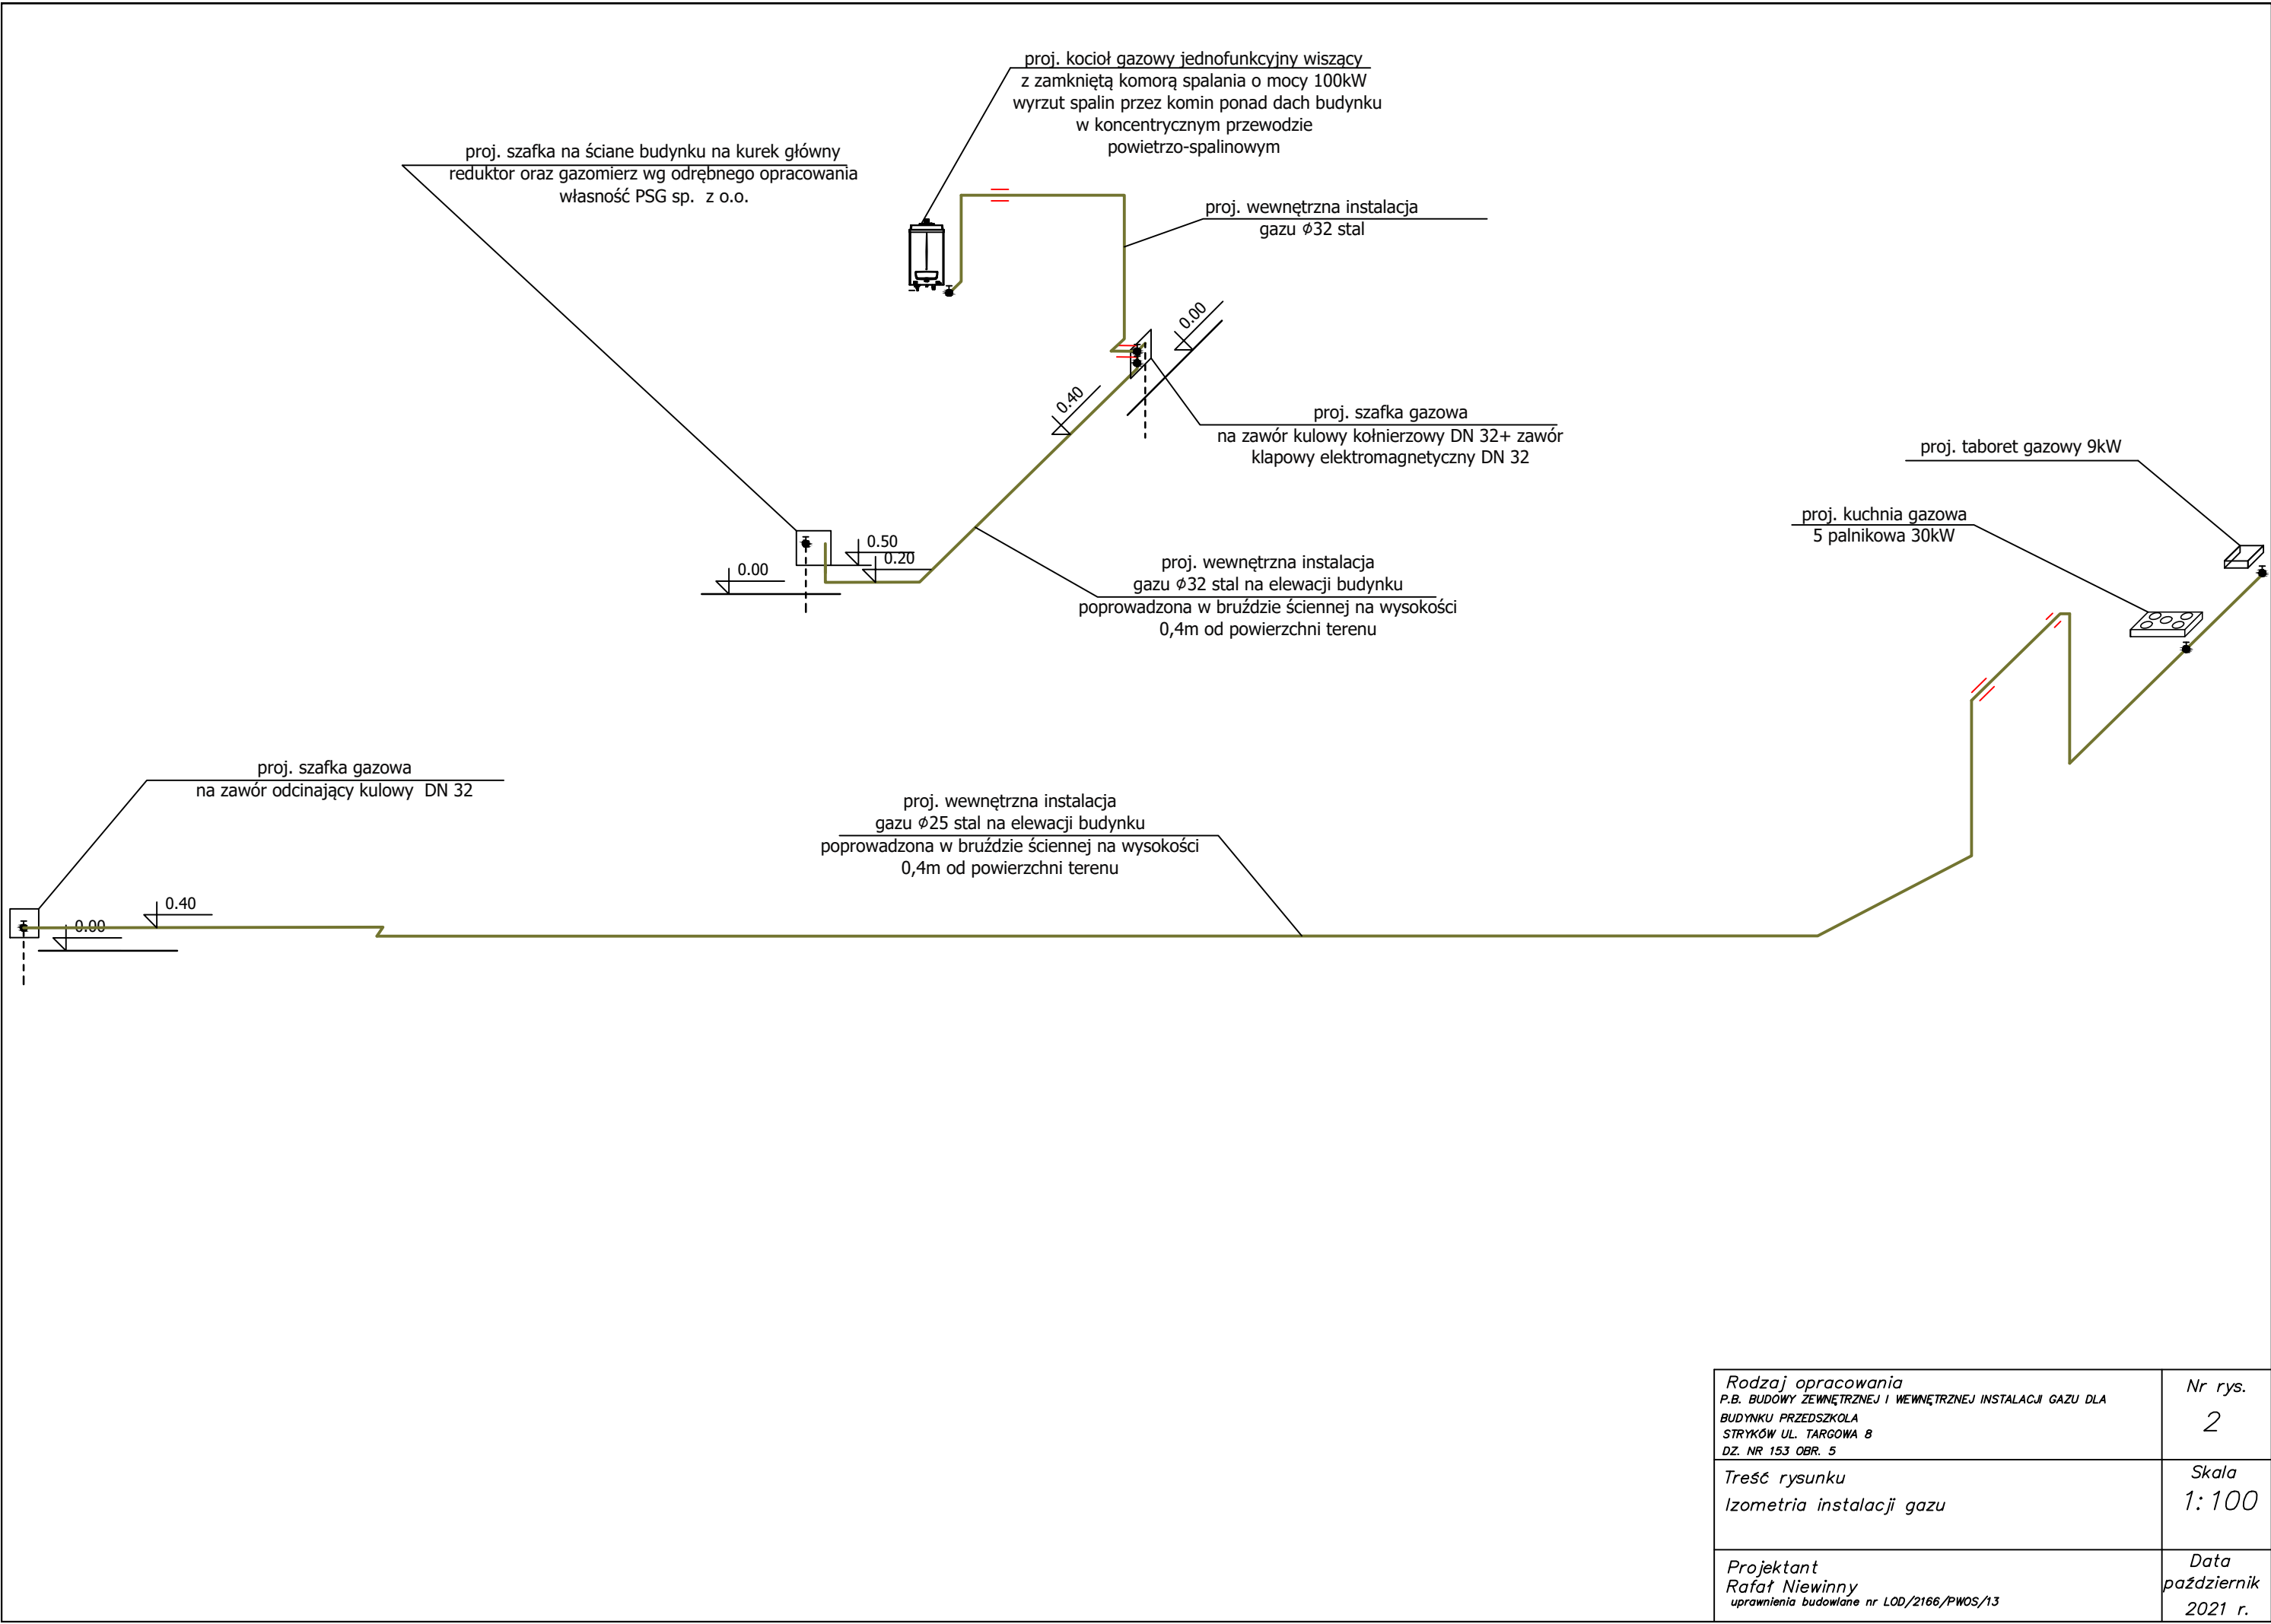 proj. kocioł gazowy jednofunkcyjny wiszący
z zamkniętą komorą spalania o mocy 100kW
wyrzut spalin przez komin ponad dach budynku
w koncentrycznym przewodzie
powietrzo-spalinowym
proj. szafka na ściane budynku na kurek główny
reduktor oraz gazomierz wg odrębnego opracowania
własność PSG sp. z o.o.
proj. wewnętrzna instalacja
gazu ⌀32 stal
0.00
0.40
proj. szafka gazowa
na zawór kulowy kołnierzowy DN 32+ zawór
klapowy elektromagnetyczny DN 32
proj. taboret gazowy 9kW
proj. kuchnia gazowa
5 palnikowa 30kW
0.50
0.20
0.00
proj. wewnętrzna instalacja
gazu ⌀32 stal na elewacji budynku
poprowadzona w bruździe ściennej na wysokości
0,4m od powierzchni terenu
proj. szafka gazowa
na zawór odcinający kulowy DN 32
proj. wewnętrzna instalacja
gazu ⌀25 stal na elewacji budynku
poprowadzona w bruździe ściennej na wysokości
0,4m od powierzchni terenu
0.40
0.00
Rodzaj opracowania
P.B. BUDOWY ZEWNĘTRZNEJ I WEWNĘTRZNEJ INSTALACJI GAZU DLA
BUDYNKU PRZEDSZKOLA
STRYKÓW UL. TARGOWA 8
DZ. NR 153 OBR. 5
Nr rys.
2
Treść rysunku
Izometria instalacji gazu
Skala
1:100
Projektant
Rafał Niewinny
uprawnienia budowlane nr LOD/2166/PWOS/13
Data
październik
2021 r.